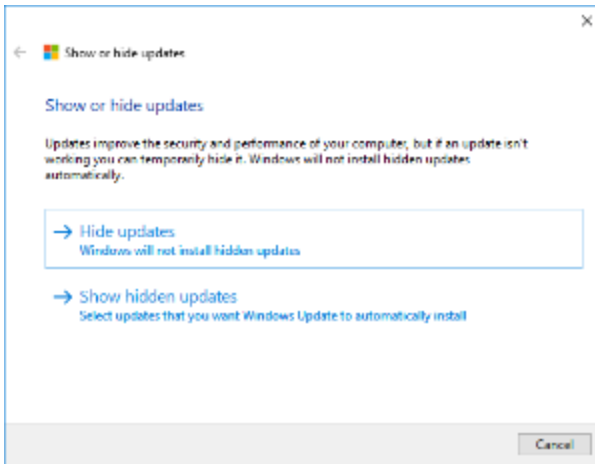 Show or hide updates
Show or hide updates
Updates improve the security and performance of your computer, but if an update isn't
working you can temporarily hide it. Windows will not install hidden updates
automatically.
Hide updates
Windows will not install hidden updates
Show hidden updates
Select updates that you want Windows Update to automatically install
Cancel